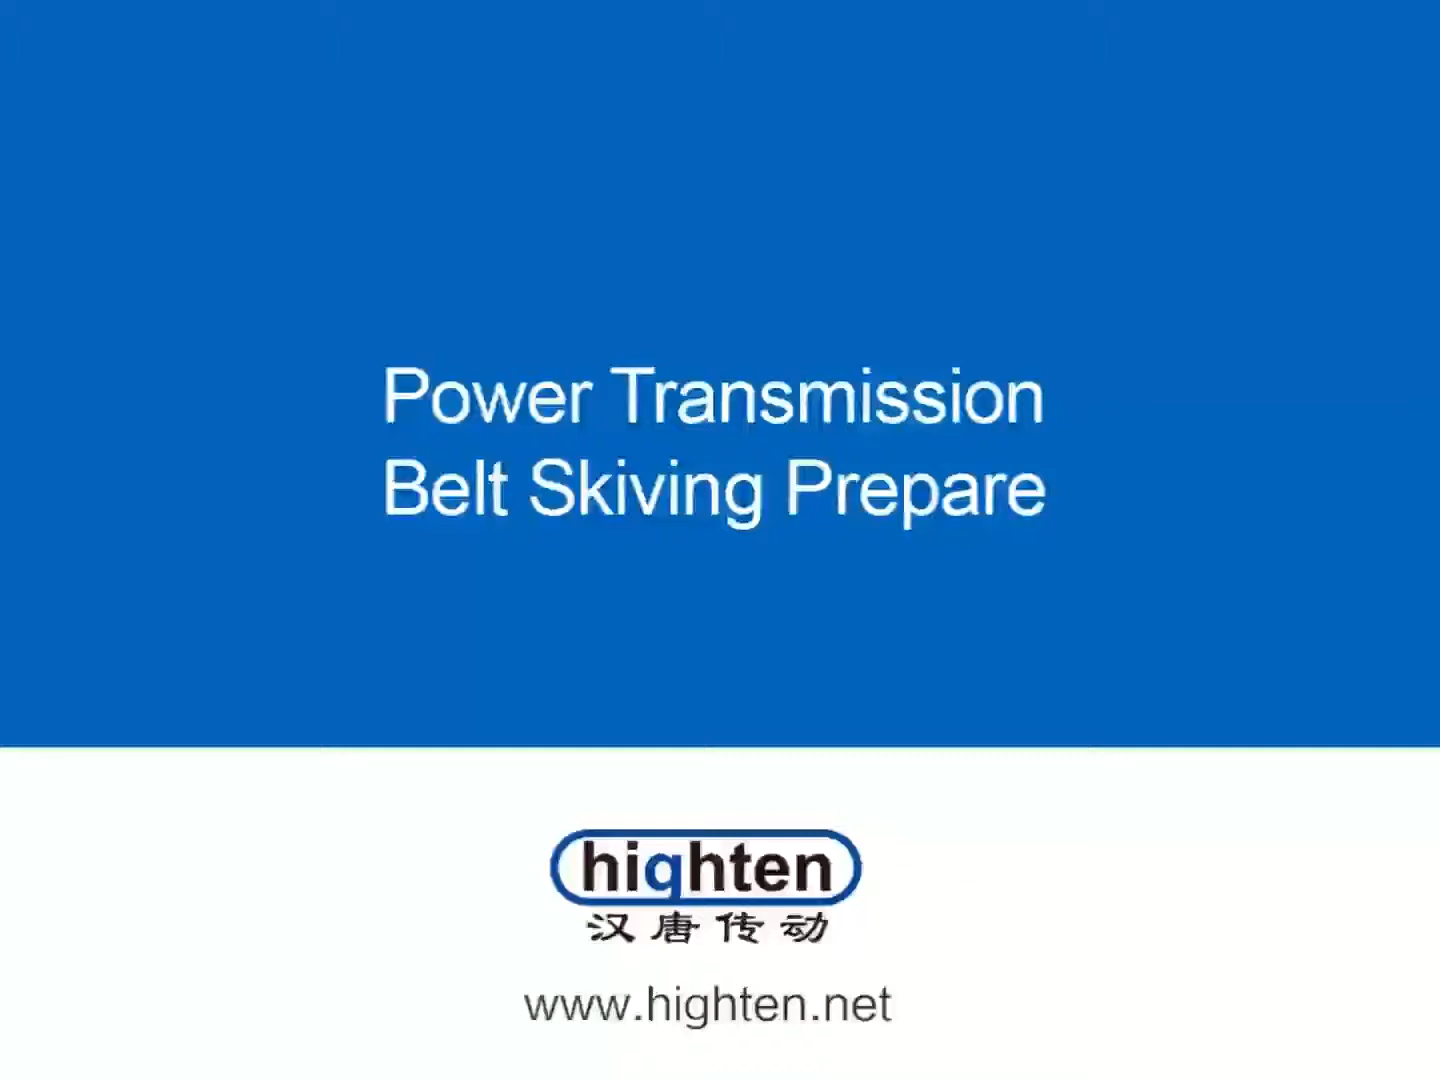 Power Transmission
Belt Skiving Prepare
highten
汉唐传动
www.highten.net